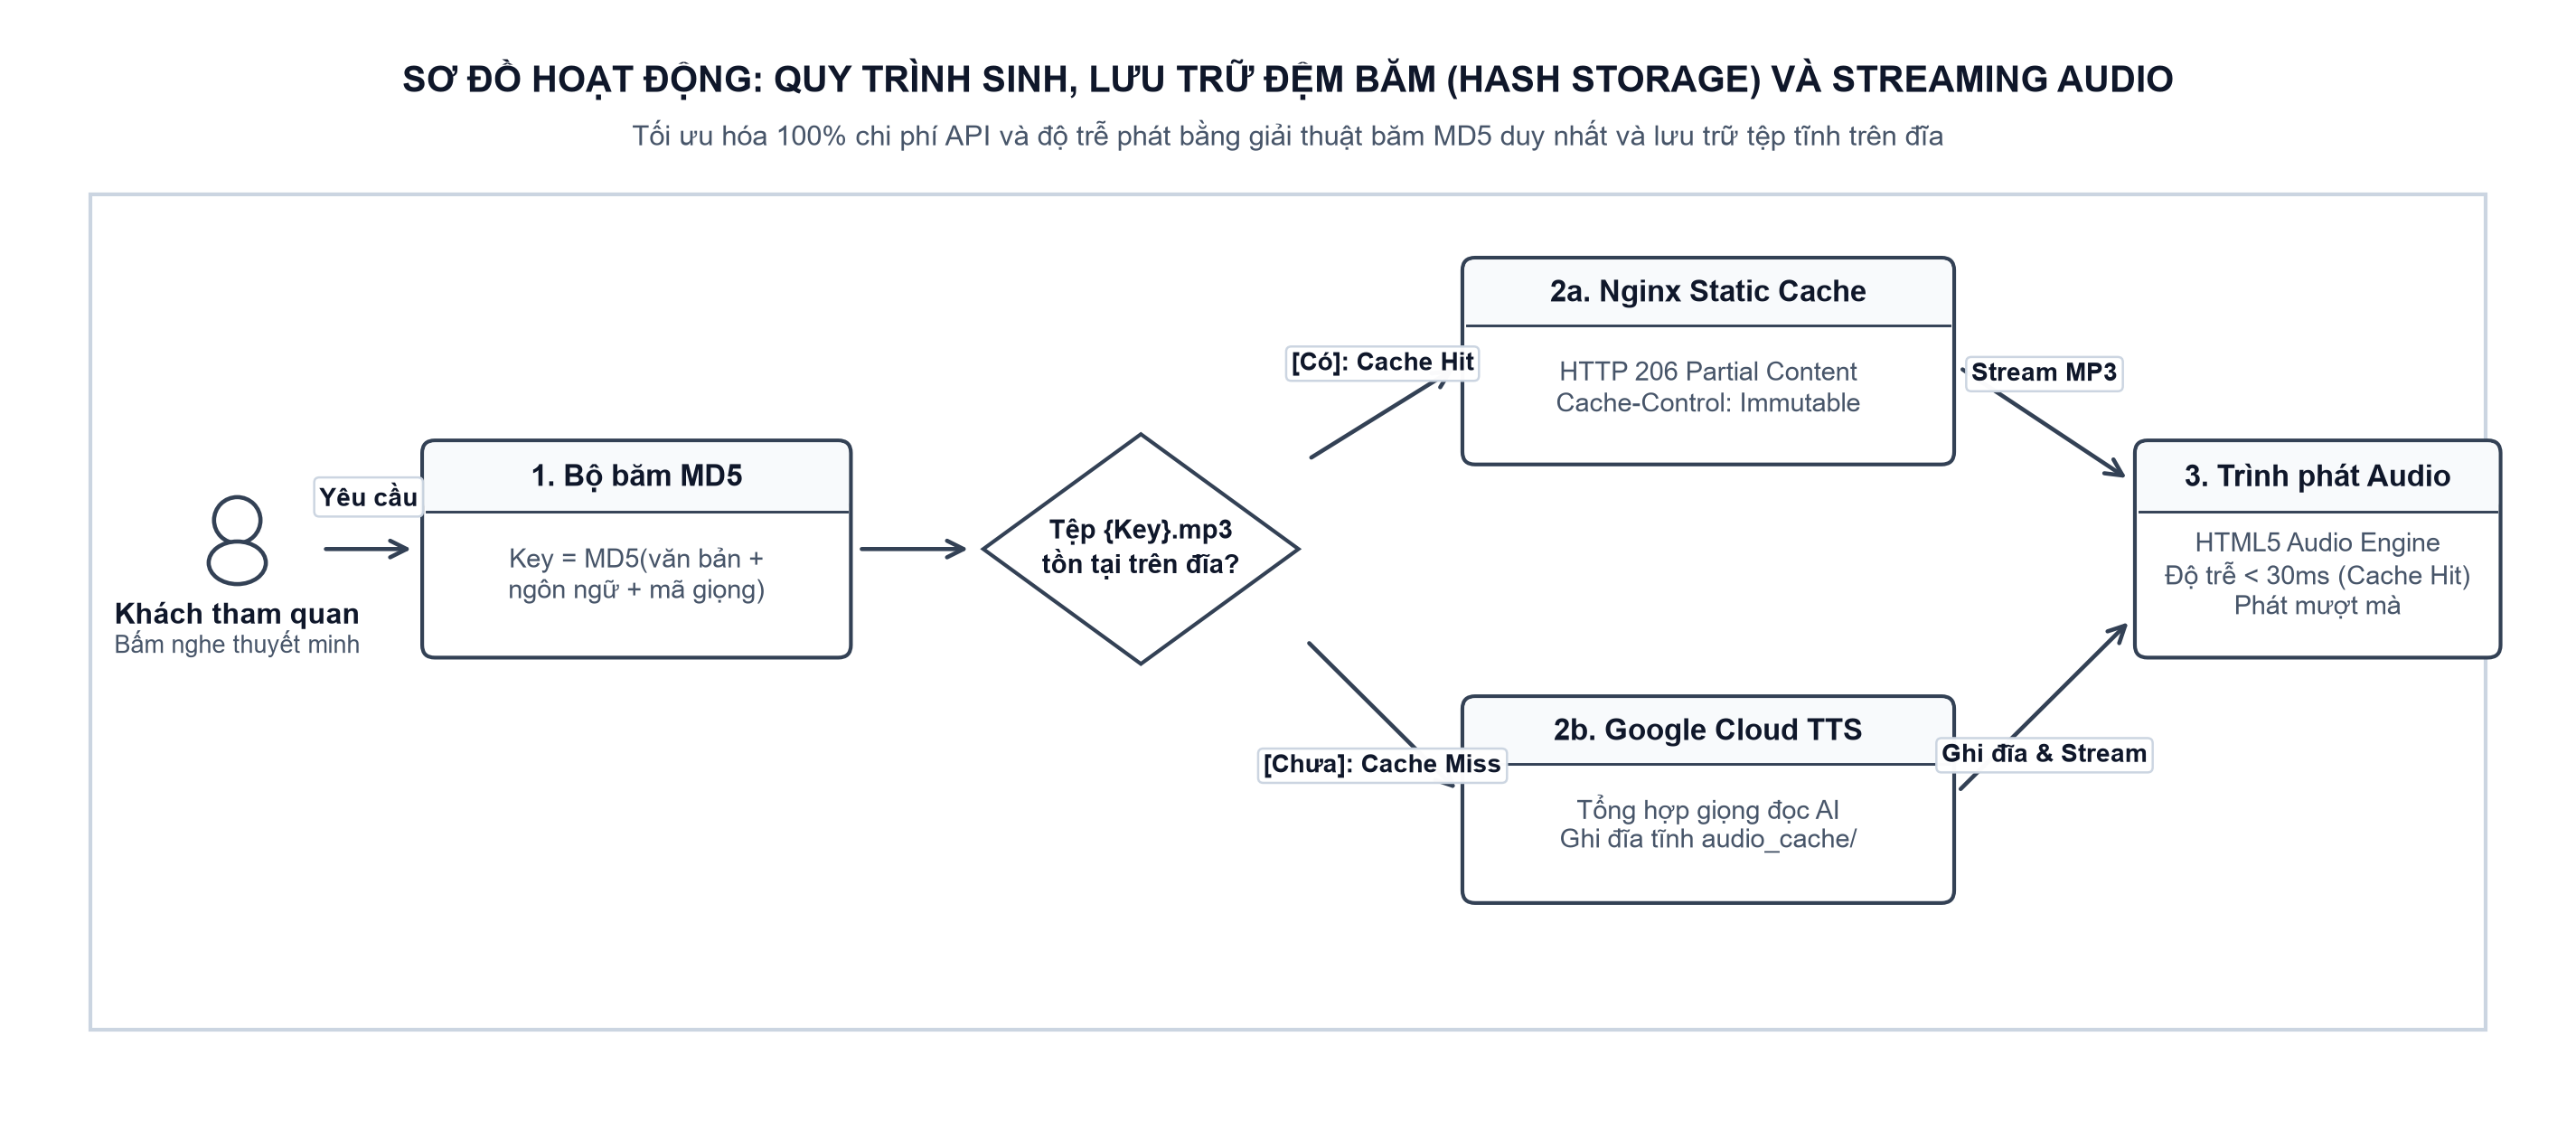 SƠ ĐỒ HOẠT ĐỘNG: QUY TRÌNH SINH, LƯU TRỮ ĐỆM BĂM (HASH STORAGE) VÀ STREAMING AUDIO
Tối ưu hóa 100% chi phí API và độ trễ phát bằng giải thuật băm MD5 duy nhất và lưu trữ tệp tĩnh trên đĩa
Khách tham quan
Bấm nghe thuyết minh
Yêu cầu
1. Bộ băm MD5
Key = MD5(văn bản +
ngôn ngữ + mã giọng)
Tệp {Key}.mp3
tồn tại trên đĩa?
[Có]: Cache Hit
2a. Nginx Static Cache
HTTP 206 Partial Content
Cache-Control: Immutable
Stream MP3
[Chưa]: Cache Miss
2b. Google Cloud TTS
Tổng hợp giọng đọc AI
Ghi đĩa tĩnh audio_cache/
Ghi đĩa & Stream
3. Trình phát Audio
HTML5 Audio Engine
Độ trễ < 30ms (Cache Hit)
Phát mượt mà